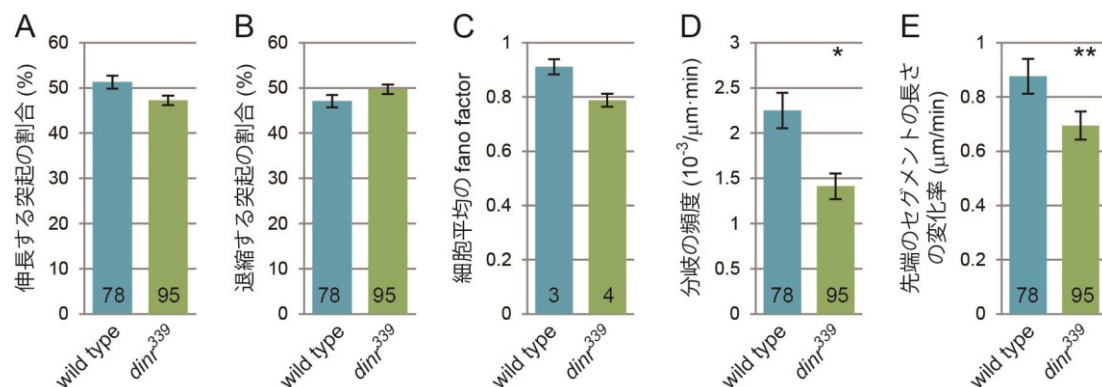 A
伸長する突起の割合 (%)
60
50
40
30
20
10
0
78
95
wild type
dinr³³⁹
B
退縮する突起の割合 (%)
60
50
40
30
20
10
0
78
95
wild type
dinr³³⁹
C
細胞平均の fano factor
1
0.8
0.6
0.4
0.2
0
3
4
wild type
dinr³³⁹
D
分岐の頻度 (10⁻³/μm·min)
3
2.5
2
1.5
1
0.5
0
*
78
95
wild type
dinr³³⁹
E
先端のセグメントの長さ
の変化率 (μm/min)
1
0.8
0.6
0.4
0.2
0
**
78
95
wild type
dinr³³⁹